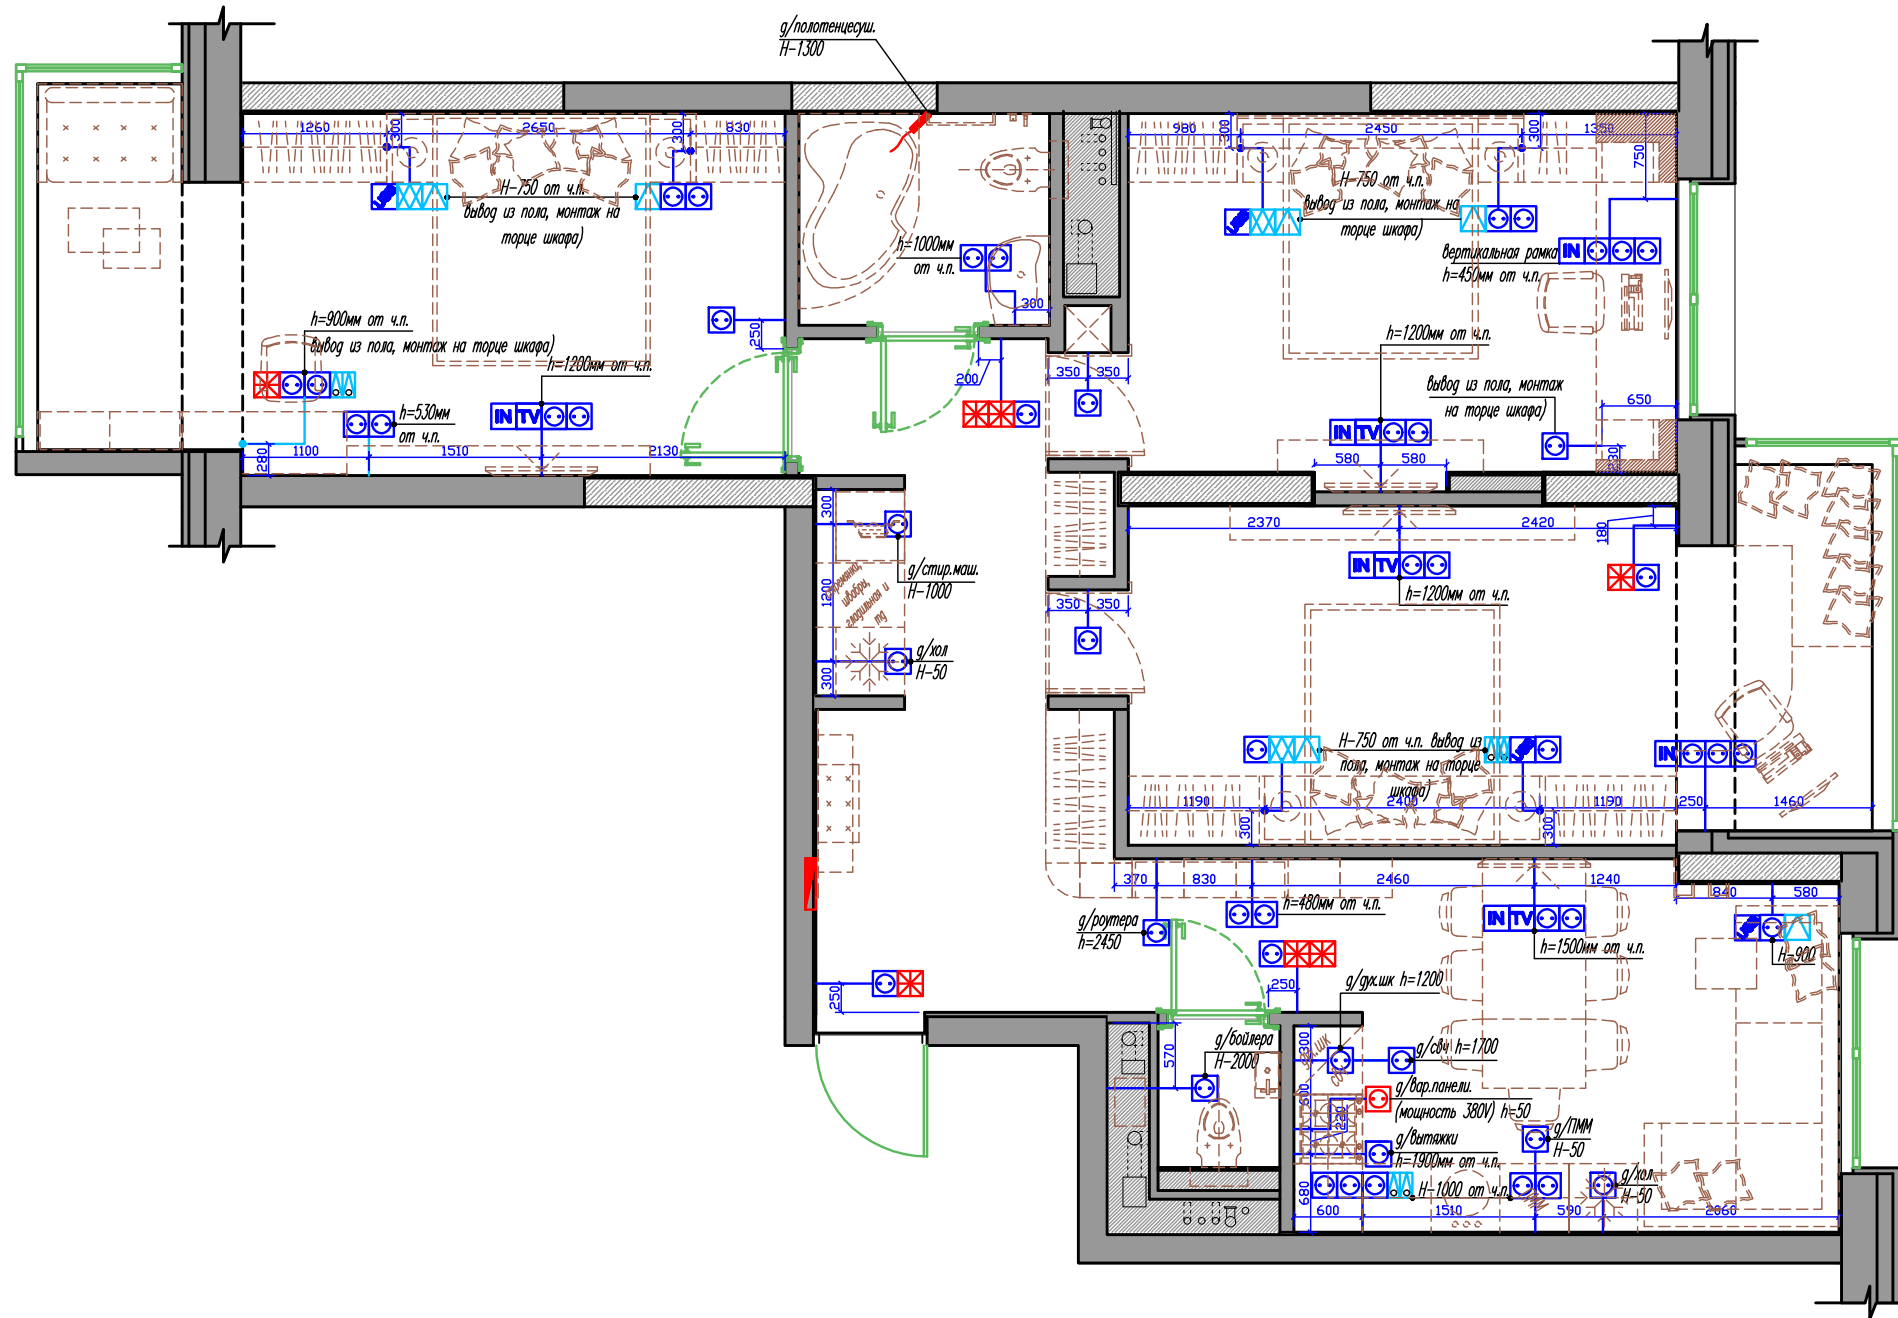 д/полотенцесуш.
Н-1300
1260
300
2650
300
830
980
300
2450
300
1350
750
Н-750 от ч.п.
вывод из пола, монтаж на
торце шкафа)
Н-750 от ч.п.
вывод из пола, монтаж на
торце шкафа)
h=1000мм
от ч.п.
300
вертикальная рамка
h=450мм от ч.п.
IN
h=900мм от ч.п.
вывод из пола, монтаж на торце шкафа)
h=1200мм от ч.п.
250
200
350
350
h=1200мм от ч.п.
вывод из пола, монтаж
на торце шкафа)
650
h=530мм
от ч.п.
IN TV
IN TV
280
1100
1510
2130
580
580
300
2370
2420
180
д/стир.маш.
Н-1000
IN TV
h=1200мм от ч.п.
1200
стремянка,
швабри,
гладильная и
тд
350
350
д/хол
Н-50
300
Н-750 от ч.п. вывод из
пола, монтаж на торце
шкафа)
IN
1190
2400
1190
250
1460
300
300
370
830
2460
1240
840
580
h=480мм от ч.п.
д/роутера
h=2450
IN TV
h=1500мм от ч.п.
Н-900
250
250
д/дух.шк h=1200
570
д/бойлера
Н-2000
300
д/свч h=1700
600
220
д/вар.панели.
(мощность 380V) h=50
д/вытяжки
h=1900мм от ч.п.
д/ПММ
Н-50
680
Н-1000 от ч.п.
д/хол
Н-50
600
1510
590
2060